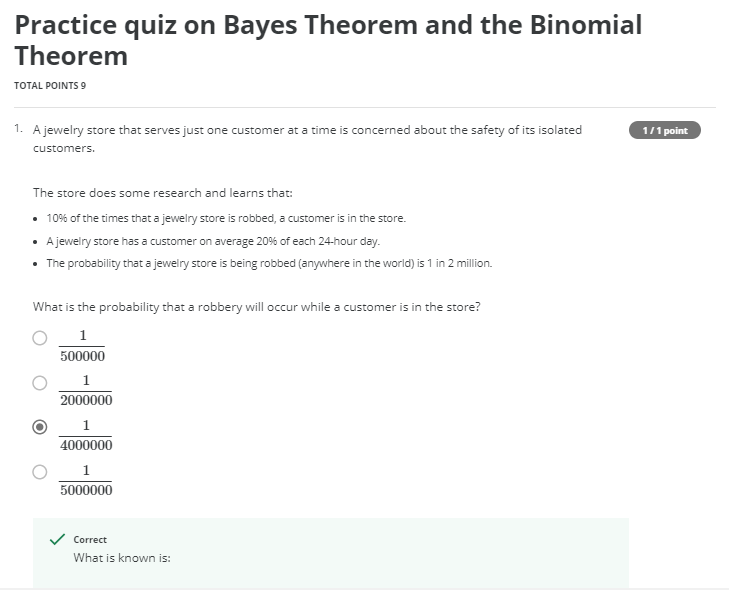 Practice quiz on Bayes Theorem and the Binomial
Theorem
TOTAL POINTS 9
1. A jewelry store that serves just one customer at a time is concerned about the safety of its isolated
customers.
1 / 1 point
The store does some research and learns that:
• 10% of the times that a jewelry store is robbed, a customer is in the store.
• A jewelry store has a customer on average 20% of each 24-hour day.
• The probability that a jewelry store is being robbed (anywhere in the world) is 1 in 2 million.
What is the probability that a robbery will occur while a customer is in the store?
1
500000
1
2000000
1
4000000
1
5000000
Correct
What is known is: